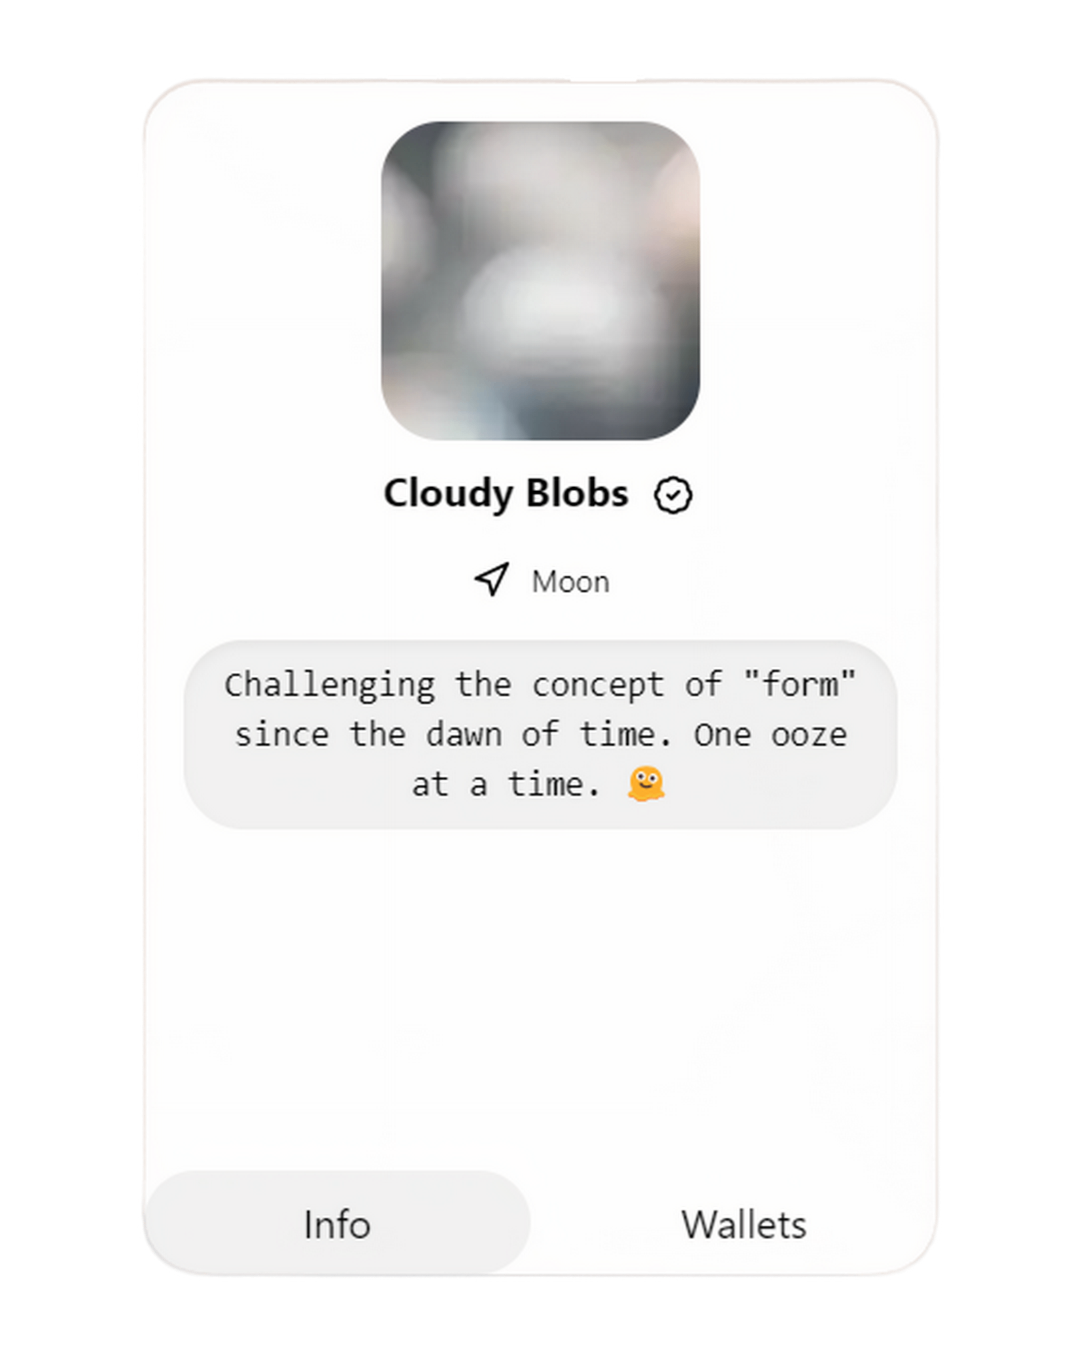 Cloudy Blobs
Moon
Challenging the concept of "form"
since the dawn of time. One ooze
at a time. 🫠
Info
Wallets